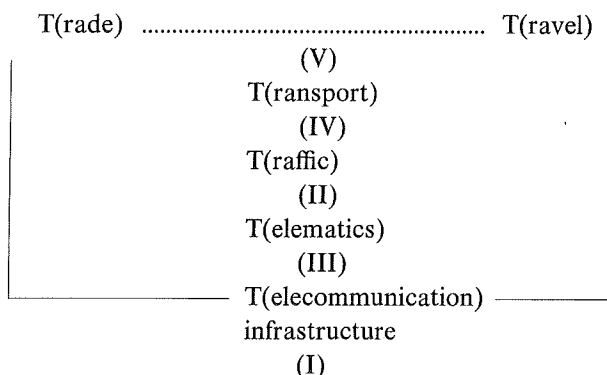 T(rade) ............................................................ T(ravel)
(V)
T(ransport)
(IV)
T(raffic)
(II)
T(elematics)
(III)
T(elecommunication)
infrastructure
(I)